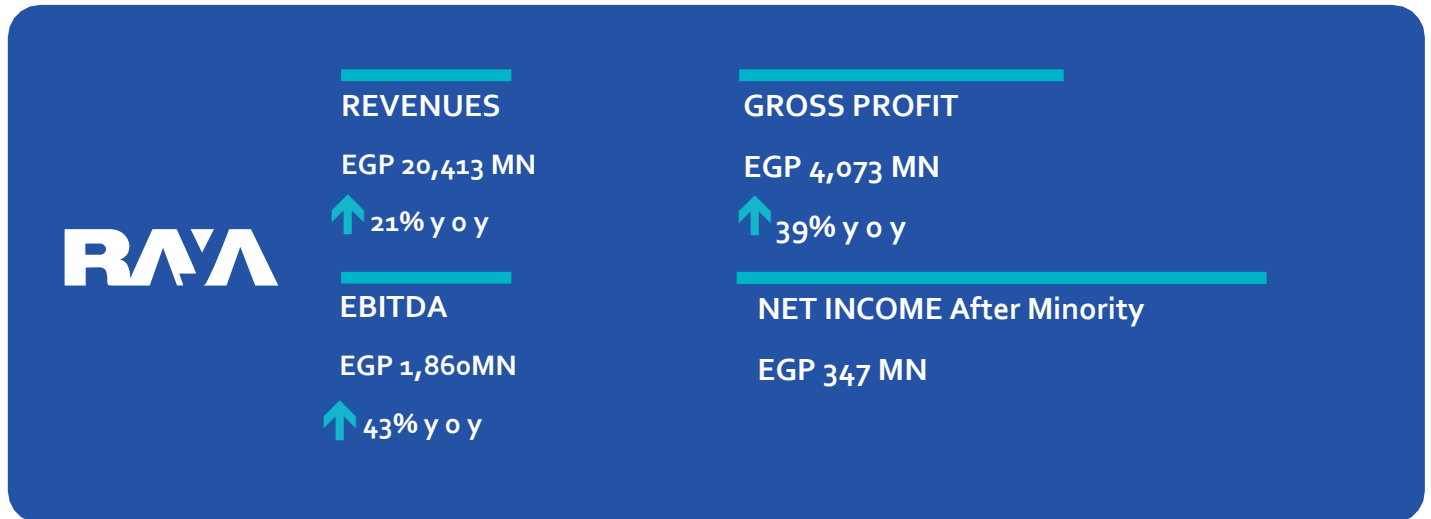 RAYA
REVENUES
EGP 20,413 MN
21% y o y
GROSS PROFIT
EGP 4,073 MN
39% y o y
EBITDA
EGP 1,860MN
43% y o y
NET INCOME After Minority
EGP 347 MN